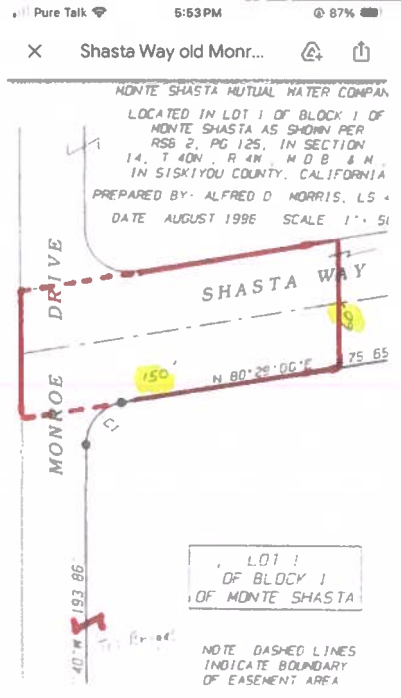 Pure Talk 5:53 PM 87%
Shasta Way old Monr...
MONTE SHASTA MUTUAL WATER COMPAN
LOCATED IN LOT 1 OF BLOCK 1 OF
MONTE SHASTA AS SHOWN PER
RSB 2, PG 125, IN SECTION
14, T 40N , R 4W , M D B & M ,
IN SISKIYOU COUNTY, CALIFORNIA
PREPARED BY- ALFRED D MORRIS, LS
DATE AUGUST 1996 SCALE 1"
MONROE DRIVE
SHASTA WAY
150'
N 80°29'00"E
75 65
C1
193 86'
40"W
LOT 1
OF BLOCK 1
OF MONTE SHASTA
NOTE DASHED LINES
INDICATE BOUNDARY
OF EASEMENT AREA